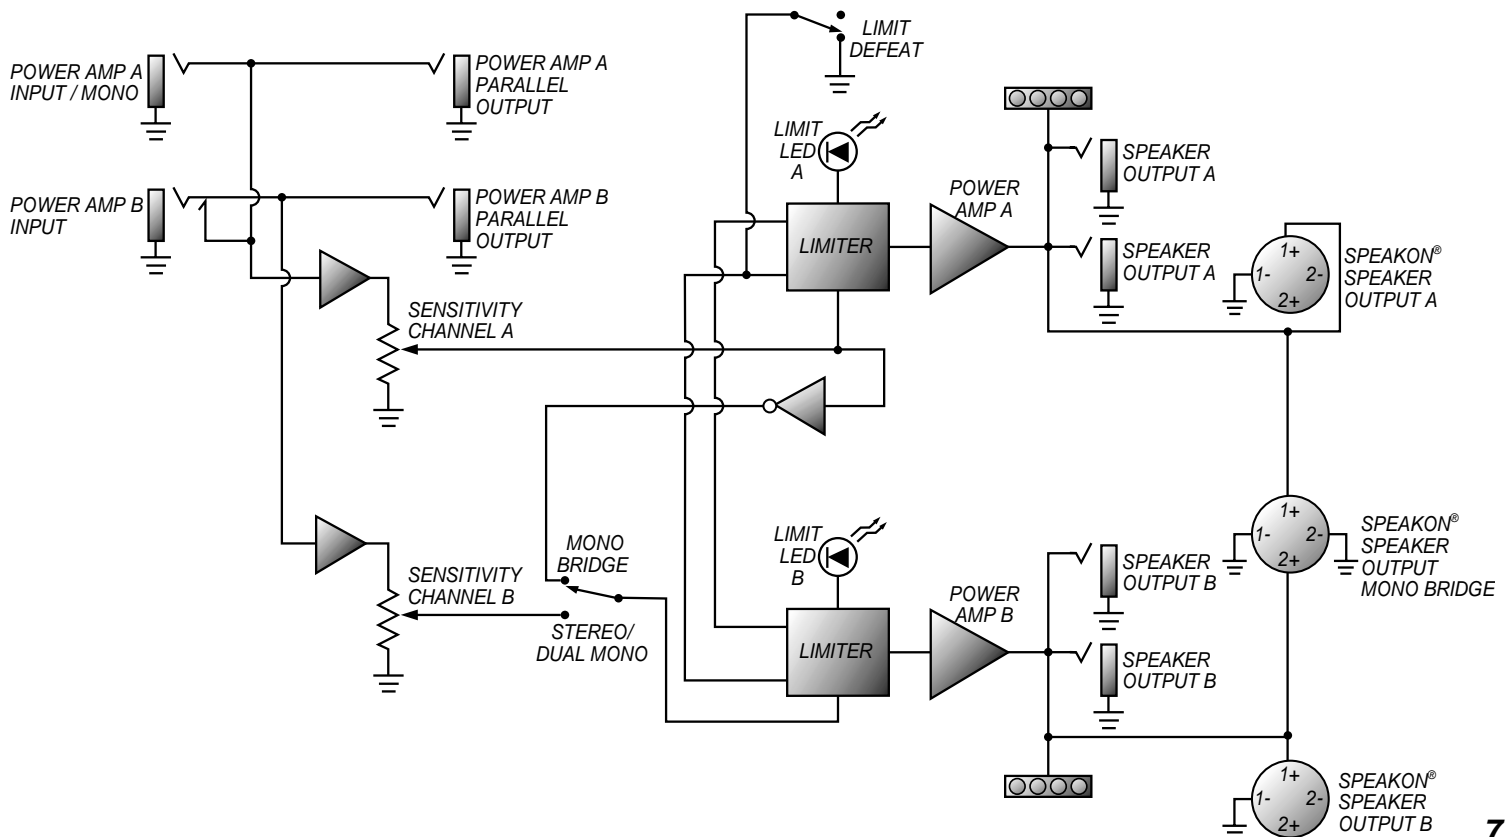 POWER AMP A
INPUT / MONO
POWER AMP A
PARALLEL
OUTPUT
LIMIT
DEFEAT
POWER AMP B
INPUT
POWER AMP B
PARALLEL
OUTPUT
LIMIT
LED
A
LIMITER
POWER
AMP A
SPEAKER
OUTPUT A
SPEAKER
OUTPUT A
1+
1-
2-
2+
SPEAKON®
SPEAKER
OUTPUT A
SENSITIVITY
CHANNEL A
MONO
BRIDGE
SENSITIVITY
CHANNEL B
STEREO/
DUAL MONO
LIMIT
LED
B
LIMITER
POWER
AMP B
SPEAKER
OUTPUT B
SPEAKER
OUTPUT B
1+
1-
2-
2+
SPEAKON®
SPEAKER
OUTPUT
MONO BRIDGE
1+
1-
2-
2+
SPEAKON®
SPEAKER
OUTPUT B
7